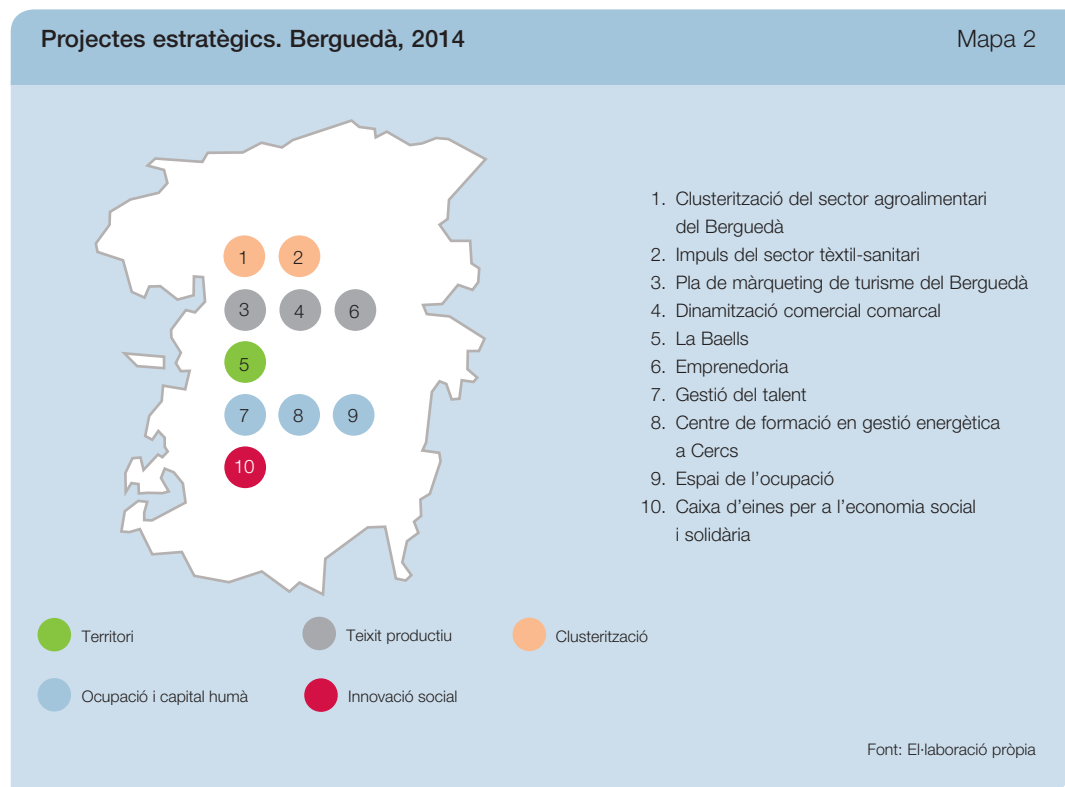 Projectes estratègics. Berguedà, 2014
Mapa 2
1 2
3 4 6
5
7 8 9
10
1. Clusterització del sector agroalimentari
del Berguedà
2. Impuls del sector tèxtil-sanitari
3. Pla de màrqueting de turisme del Berguedà
4. Dinamització comercial comarcal
5. La Baells
6. Emprenedoria
7. Gestió del talent
8. Centre de formació en gestió energètica
a Cercs
9. Espai de l’ocupació
10. Caixa d’eines per a l’economia social
i solidària
Territori
Teixit productiu
Clusterització
Ocupació i capital humà
Innovació social
Font: El·laboració pròpia